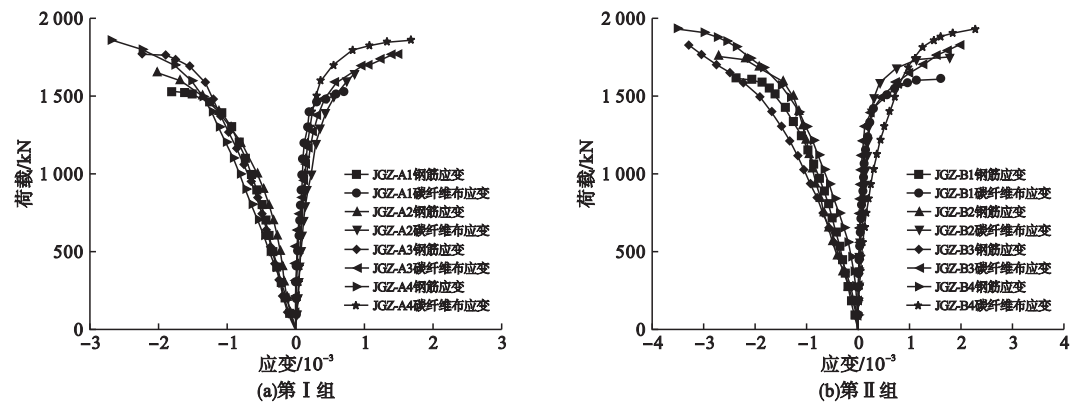 2 000
1 500
1 000
500
0
荷载/kN
JGZ-A1钢筋应变
JGZ-A1碳纤维布应变
JGZ-A2钢筋应变
JGZ-A2碳纤维布应变
JGZ-A3钢筋应变
JGZ-A3碳纤维布应变
JGZ-A4钢筋应变
JGZ-A4碳纤维布应变
−3 −2 −1 0 1 2 3
应变/10⁻³
(a)第Ⅰ组
2 000
1 500
1 000
500
0
荷载/kN
JGZ-B1钢筋应变
JGZ-B1碳纤维布应变
JGZ-B2钢筋应变
JGZ-B2碳纤维布应变
JGZ-B3钢筋应变
JGZ-B3碳纤维布应变
JGZ-B4钢筋应变
JGZ-B4碳纤维布应变
−4 −3 −2 −1 0 1 2 3 4
应变/10⁻³
(b)第Ⅱ组